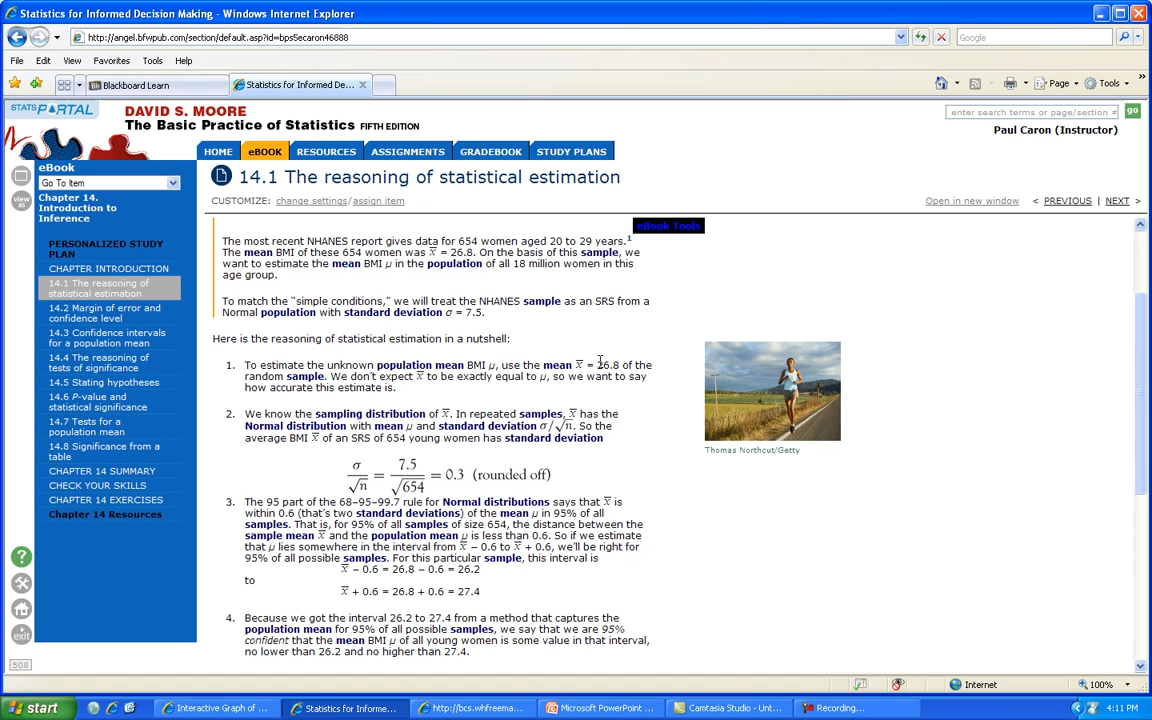 Statistics for Informed Decision Making - Windows Internet Explorer
http://angel.bfwpub.com/section/default.asp?id=bps5ecaron46888
Google
File Edit View Favorites Tools Help
Blackboard Learn
Statistics for Informed De...
Page
Tools
STATSPORTAL
DAVID S. MOORE
The Basic Practice of Statistics FIFTH EDITION
enter search terms or page/section #
go
Paul Caron (Instructor)
HOME eBOOK RESOURCES ASSIGNMENTS GRADEBOOK STUDY PLANS
view as
eBook
Go To Item
Chapter 14.
Introduction to
Inference
PERSONALIZED STUDY
PLAN
CHAPTER INTRODUCTION
14.1 The reasoning of
statistical estimation
14.2 Margin of error and
confidence level
14.3 Confidence intervals
for a population mean
14.4 The reasoning of
tests of significance
14.5 Stating hypotheses
14.6 P-value and
statistical significance
14.7 Tests for a
population mean
14.8 Significance from a
table
CHAPTER 14 SUMMARY
CHECK YOUR SKILLS
CHAPTER 14 EXERCISES
Chapter 14 Resources
exit
508
14.1 The reasoning of statistical estimation
CUSTOMIZE: change settings/assign item
Open in new window < PREVIOUS | NEXT >
eBook Tools
The most recent NHANES report gives data for 654 women aged 20 to 29 years.1
The mean BMI of these 654 women was x̅ = 26.8. On the basis of this sample, we
want to estimate the mean BMI μ in the population of all 18 million women in this
age group.
To match the “simple conditions,” we will treat the NHANES sample as an SRS from a
Normal population with standard deviation σ = 7.5.
Here is the reasoning of statistical estimation in a nutshell:
1. To estimate the unknown population mean BMI μ, use the mean x̅ = 26.8 of the
random sample. We don’t expect x̅ to be exactly equal to μ, so we want to say
how accurate this estimate is.
2. We know the sampling distribution of x̅. In repeated samples, x̅ has the
Normal distribution with mean μ and standard deviation σ/√n. So the
average BMI x̅ of an SRS of 654 young women has standard deviation
σ/√n = 7.5/√654 = 0.3 (rounded off)
3. The 95 part of the 68–95–99.7 rule for Normal distributions says that x̅ is
within 0.6 (that’s two standard deviations) of the mean μ in 95% of all
samples. That is, for 95% of all samples of size 654, the distance between the
sample mean x̅ and the population mean μ is less than 0.6. So if we estimate
that μ lies somewhere in the interval from x̅ − 0.6 to x̅ + 0.6, we’ll be right for
95% of all possible samples. For this particular sample, this interval is
x̅ − 0.6 = 26.8 − 0.6 = 26.2
to
x̅ + 0.6 = 26.8 + 0.6 = 27.4
4. Because we got the interval 26.2 to 27.4 from a method that captures the
population mean for 95% of all possible samples, we say that we are 95%
confident that the mean BMI μ of all young women is some value in that interval,
no lower than 26.2 and no higher than 27.4.
Thomas Northcut/Getty
Internet
100%
start
Interactive Graph of ...
Statistics for Informe...
http://bcs.whfreema...
Microsoft PowerPoint ...
Camtasia Studio - Unt...
Recording...
4:11 PM